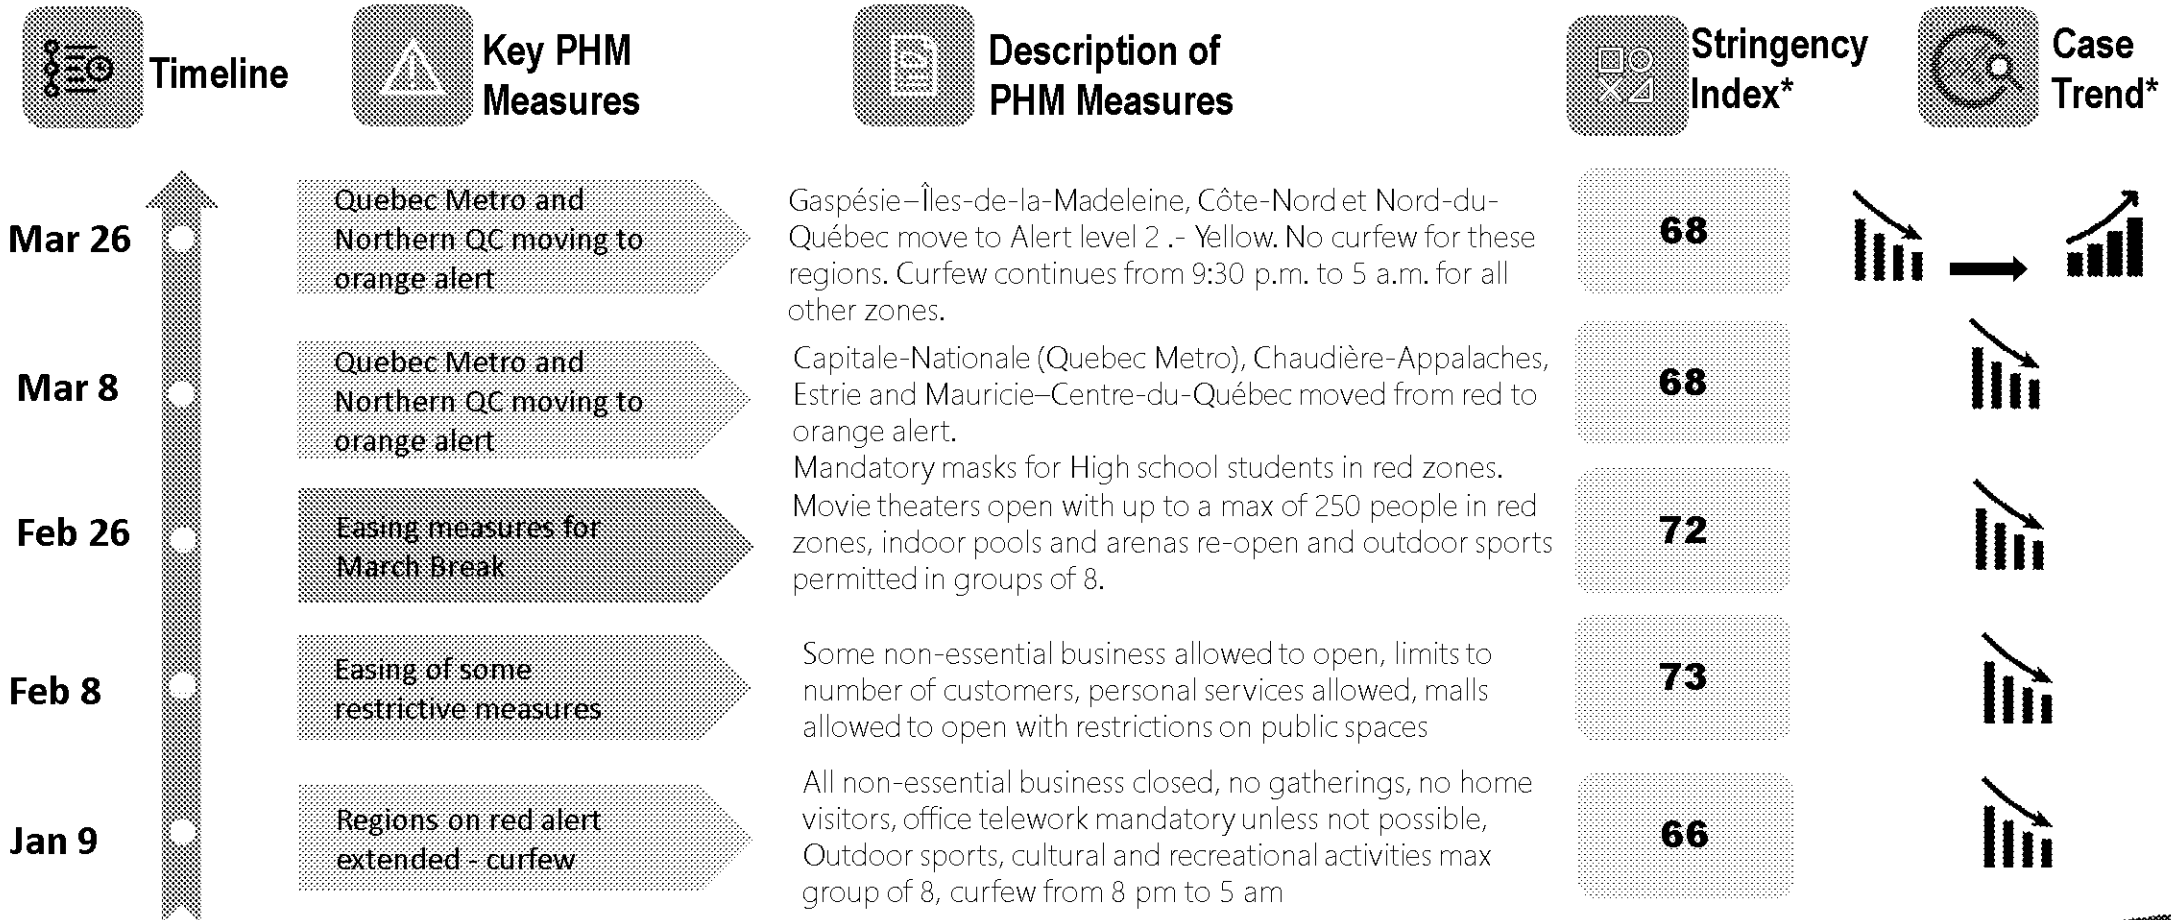 Timeline
Key PHM
Measures
Description of
PHM Measures
Stringency
Index*
Case
Trend*
Mar 26
Quebec Metro and
Northern QC moving to
orange alert
Gaspésie–Îles-de-la-Madeleine, Côte-Nord et Nord-du-
Québec move to Alert level 2 .- Yellow. No curfew for these
regions. Curfew continues from 9:30 p.m. to 5 a.m. for all
other zones.
68
Mar 8
Quebec Metro and
Northern QC moving to
orange alert
Capitale-Nationale (Quebec Metro), Chaudière-Appalaches,
Estrie and Mauricie–Centre-du-Québec moved from red to
orange alert.
68
Feb 26
Easing measures for
March Break
Mandatory masks for High school students in red zones.
Movie theaters open with up to a max of 250 people in red
zones, indoor pools and arenas re-open and outdoor sports
permitted in groups of 8.
72
Feb 8
Easing of some
restrictive measures
Some non-essential business allowed to open, limits to
number of customers, personal services allowed, malls
allowed to open with restrictions on public spaces
73
Jan 9
Regions on red alert
extended - curfew
All non-essential business closed, no gatherings, no home
visitors, office telework mandatory unless not possible,
Outdoor sports, cultural and recreational activities max
group of 8, curfew from 8 pm to 5 am
66